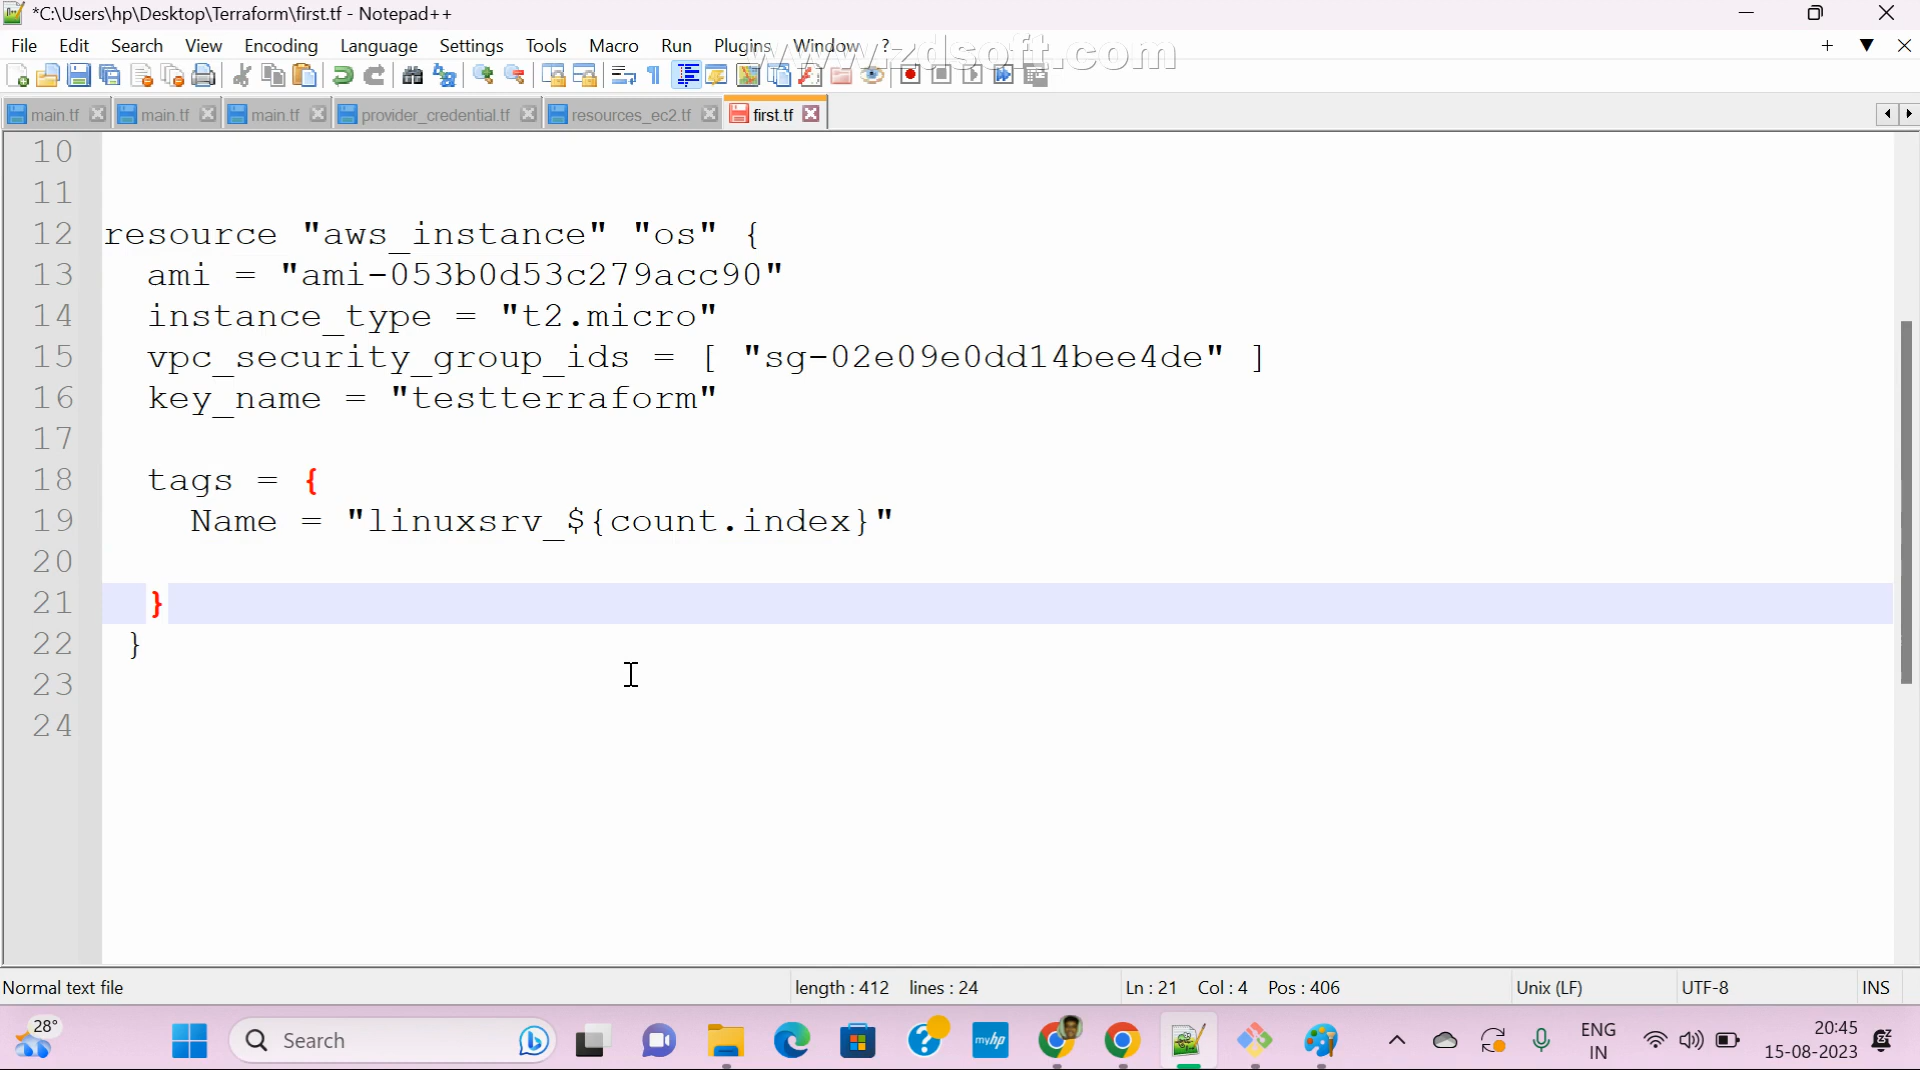 *C:\Users\hp\Desktop\Terraform\first.tf - Notepad++
File Edit Search View Encoding Language Settings Tools Macro Run Plugins Window ?
www.zdsoft.com
main.tf main.tf main.tf provider_credential.tf resources_ec2.tf first.tf
10
11
12 resource "aws_instance" "os" {
13 ami = "ami-053b0d53c279acc90"
14 instance_type = "t2.micro"
15 vpc_security_group_ids = [ "sg-02e09e0dd14bee4de" ]
16 key_name = "testterraform"
17
18 tags = {
19 Name = "linuxsrv_${count.index}"
20
21 }
22 }
23
24
Normal text file length : 412 lines : 24 Ln : 21 Col : 4 Pos : 406 Unix (LF) UTF-8 INS
28° Search myhp ENG 20:45
IN 15-08-2023